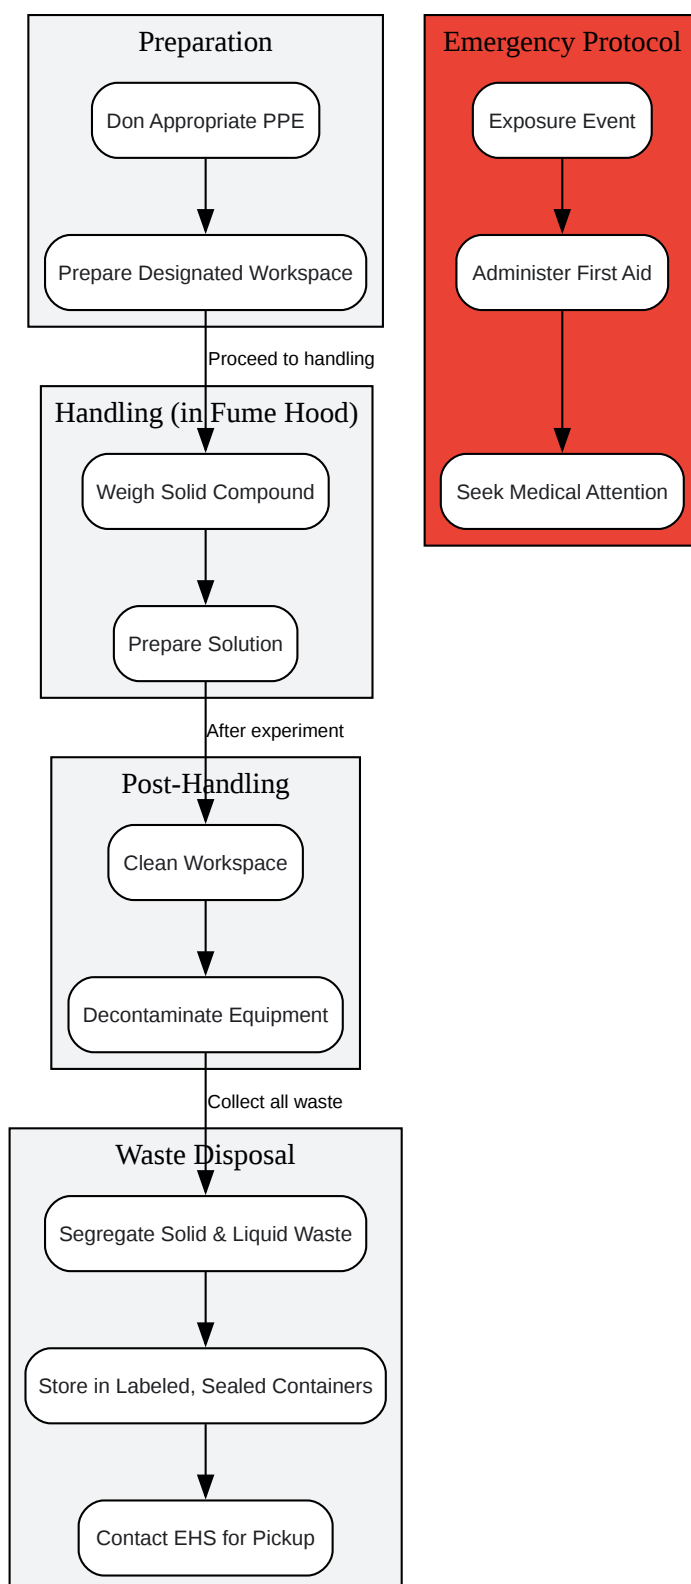 Preparation
Don Appropriate PPE
Prepare Designated Workspace
Proceed to handling
Handling (in Fume Hood)
Weigh Solid Compound
Prepare Solution
After experiment
Post-Handling
Clean Workspace
Decontaminate Equipment
Collect all waste
Waste Disposal
Segregate Solid & Liquid Waste
Store in Labeled, Sealed Containers
Contact EHS for Pickup
Emergency Protocol
Exposure Event
Administer First Aid
Seek Medical Attention